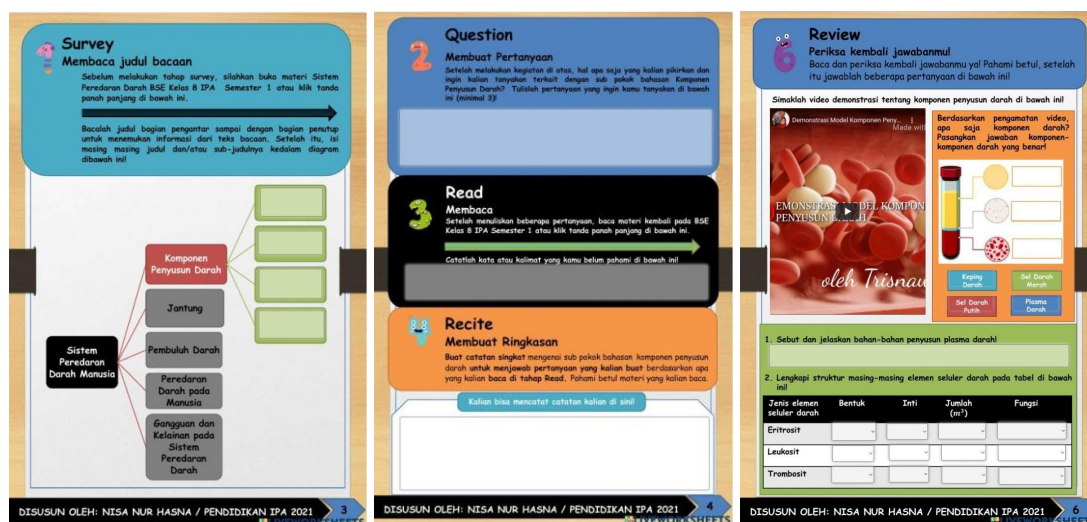 1
Survey
Membaca judul bacaan
Sebelum melakukan tahap survey, silahkan buka materi Sistem
Peredaran Darah BSE Kelas 8 IPA Semester 1 atau klik tanda
panah panjang di bawah ini.
Bacalah judul bagian pengantar sampai dengan bagian penutup
untuk menemukan informasi dari teks bacaan. Setelah itu, isi
masing masing judul dan/atau sub-judulnya kedalam diagram
dibawah ini!
Komponen
Penyusun Darah
Jantung
Sistem
Peredaran
Darah Manusia
Pembuluh Darah
Peredaran
Darah pada
Manusia
Gangguan dan
Kelainan pada
Sistem
Peredaran
Darah
DISUSUN OLEH: NISA NUR HASNA / PENDIDIKAN IPA 2021
3
2
Question
Membuat Pertanyaan
Setelah melakukan kegiatan di atas, hal apa saja yang kalian pikirkan dan
ingin kalian tanyakan terkait dengan sub pokok bahasan Komponen
Penyusun Darah? Tulislah pertanyaan yang ingin kamu tanyakan di bawah
ini (minimal 3)!
3
Read
Membaca
Setelah menuliskan beberapa pertanyaan, baca materi kembali pada BSE
Kelas 8 IPA Semester 1 atau klik tanda panah panjang di bawah ini.
Catatlah kata atau kalimat yang kamu belum pahami di bawah ini!
Recite
Membuat Ringkasan
Buat catatan singkat mengenai sub pokok bahasan komponen penyusun
darah untuk menjawab pertanyaan yang kalian buat berdasarkan apa
yang kalian baca di tahap Read. Pahami betul materi yang kalian baca.
Kalian bisa mencatat catatan kalian di sini!
DISUSUN OLEH: NISA NUR HASNA / PENDIDIKAN IPA 2021
4
LIVEWORKSHEETS
6
Review
Periksa kembali jawabanmu!
Baca dan periksa kembali jawabanmu ya! Pahami betul, setelah
itu jawablah beberapa pertanyaan di bawah ini!
Simaklah video demonstrasi tentang komponen penyusun darah di bawah ini!
Demonstrasi Model Komponen Peny...
Made wit
EMONSTRASI MODEL KOMPON
PENYUSUN DARAH
oleh Trisnaw
Berdasarkan pengamatan video,
apa saja komponen darah?
Pasangkan jawaban komponen-
komponen darah yang benar!
Keping
Darah
Sel Darah
Merah
Sel Darah
Putih
Plasma
Darah
1. Sebut dan jelaskan bahan-bahan penyusun plasma darah!
2. Lengkapi struktur masing-masing elemen seluler darah pada tabel di bawah
ini!
Jenis elemen
seluler darah
Bentuk
Inti
Jumlah
(m³)
Fungsi
Eritrosit
Leukosit
Trombosit
DISUSUN OLEH: NISA NUR HASNA / PENDIDIKAN IPA 2021
6
LIVEWORKSHEETS